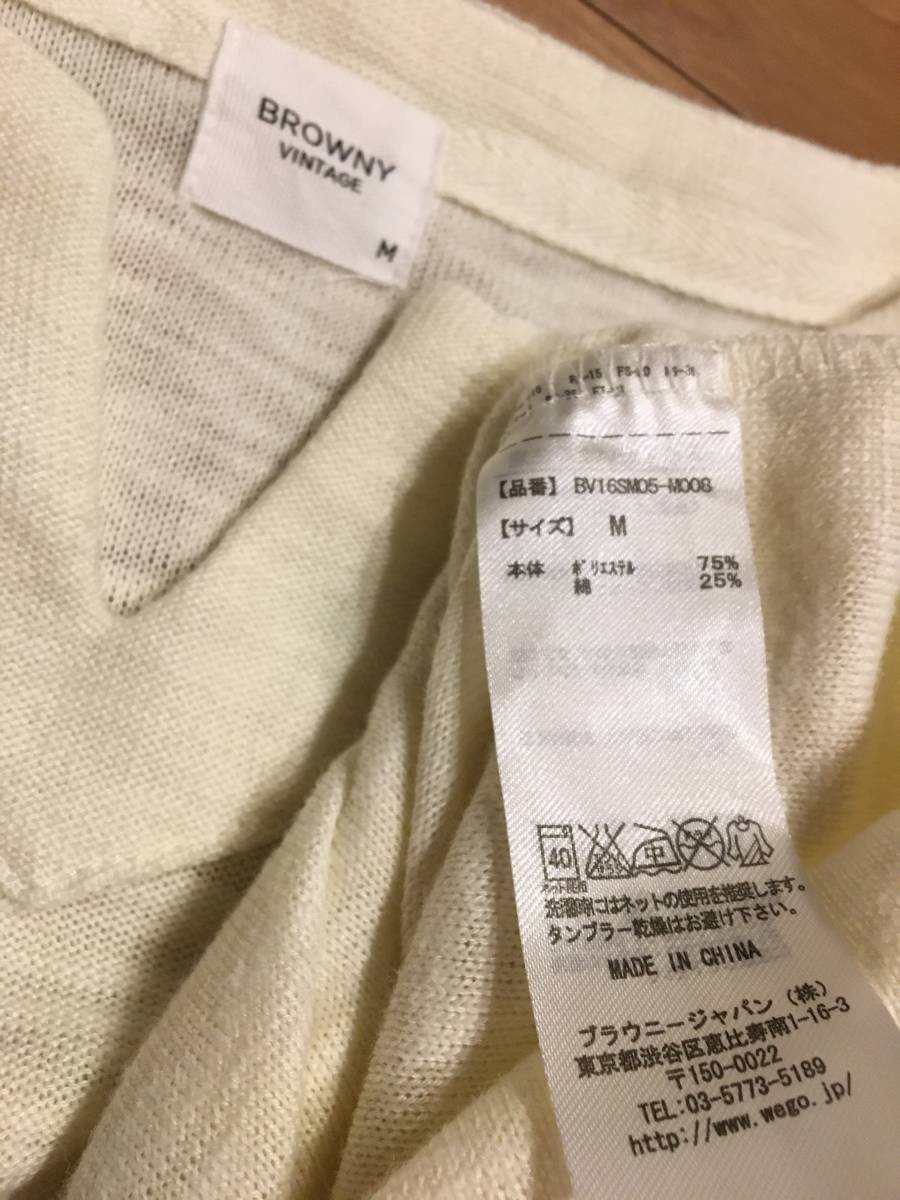 BROWNY
VINTAGE
M
【品番】 BV16SM05-M008
【サイズ】 M
本体 ポリエステル 75%
綿 25%
40
中
洗濯時にはネットの使用を推奨します。
タンブラー乾燥はお避け下さい。
MADE IN CHINA
ブラウニージャパン(株)
東京都渋谷区恵比寿南1-16-3
〒150-0022
TEL:03-5773-5189
http://www.wego.jp/